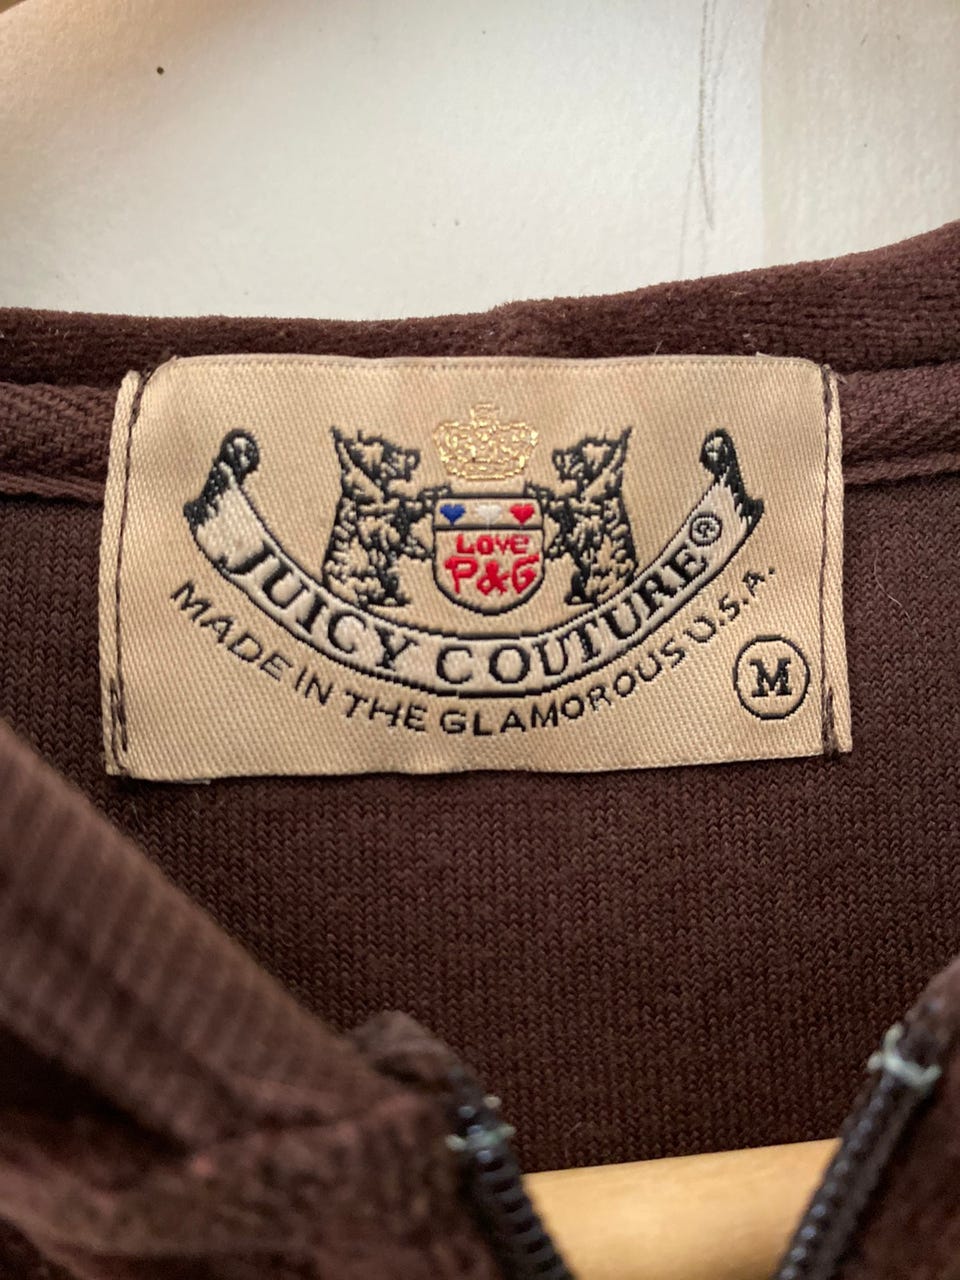 Love
P&G
JUICY COUTURE®
MADE IN THE GLAMOROUS U.S.A.
M